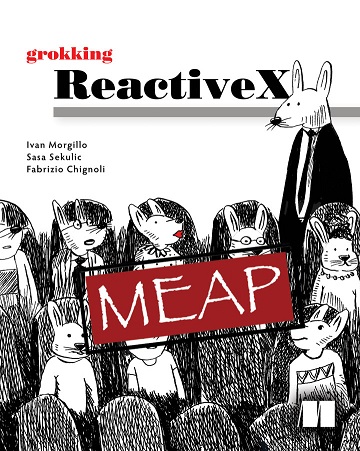 grokking
ReactiveX
Ivan Morgillo
Sasa Sekulic
Fabrizio Chignoli
MEAP